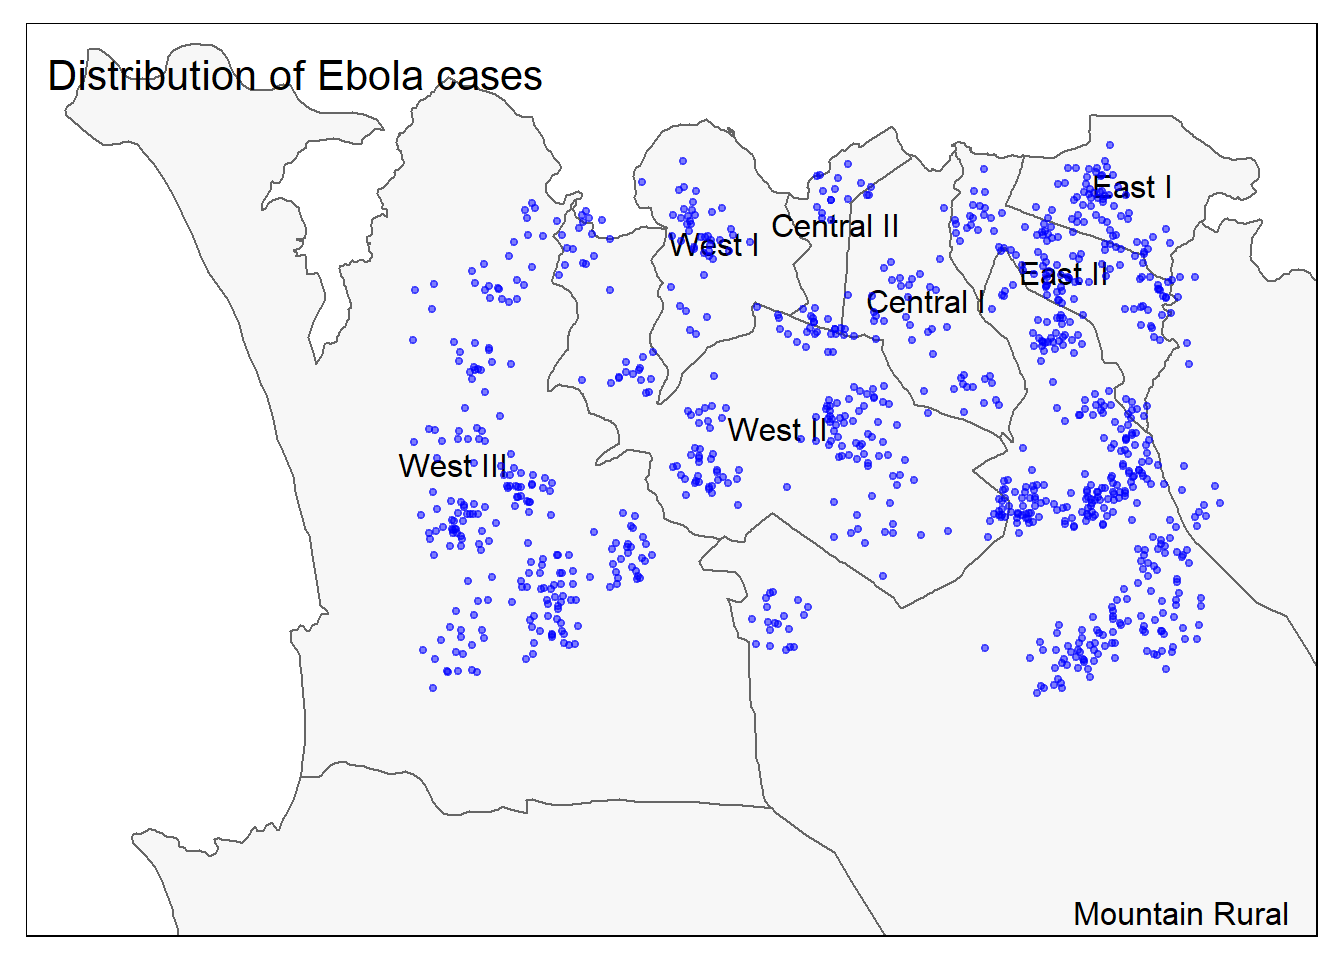 Distribution of Ebola cases
East I
Central II
West I
East II
Central I
West II
West III
Mountain Rural